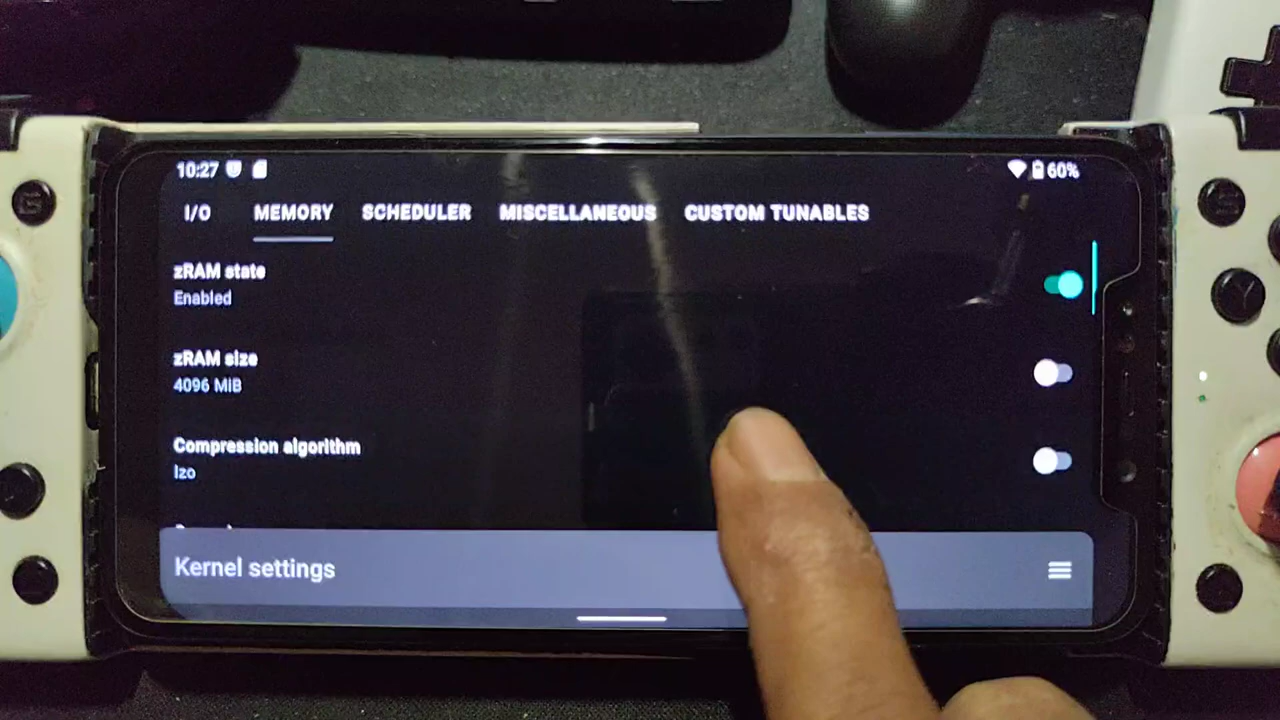 10:27 60%
I/O MEMORY SCHEDULER MISCELLANEOUS CUSTOM TUNABLES
zRAM state
Enabled
zRAM size
4096 MiB
Compression algorithm
lzo
Kernel settings
Y